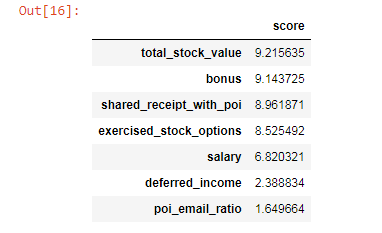 Out[16]:
score
total_stock_value 9.215635
bonus 9.143725
shared_receipt_with_poi 8.961871
exercised_stock_options 8.525492
salary 6.820321
deferred_income 2.388834
poi_email_ratio 1.649664